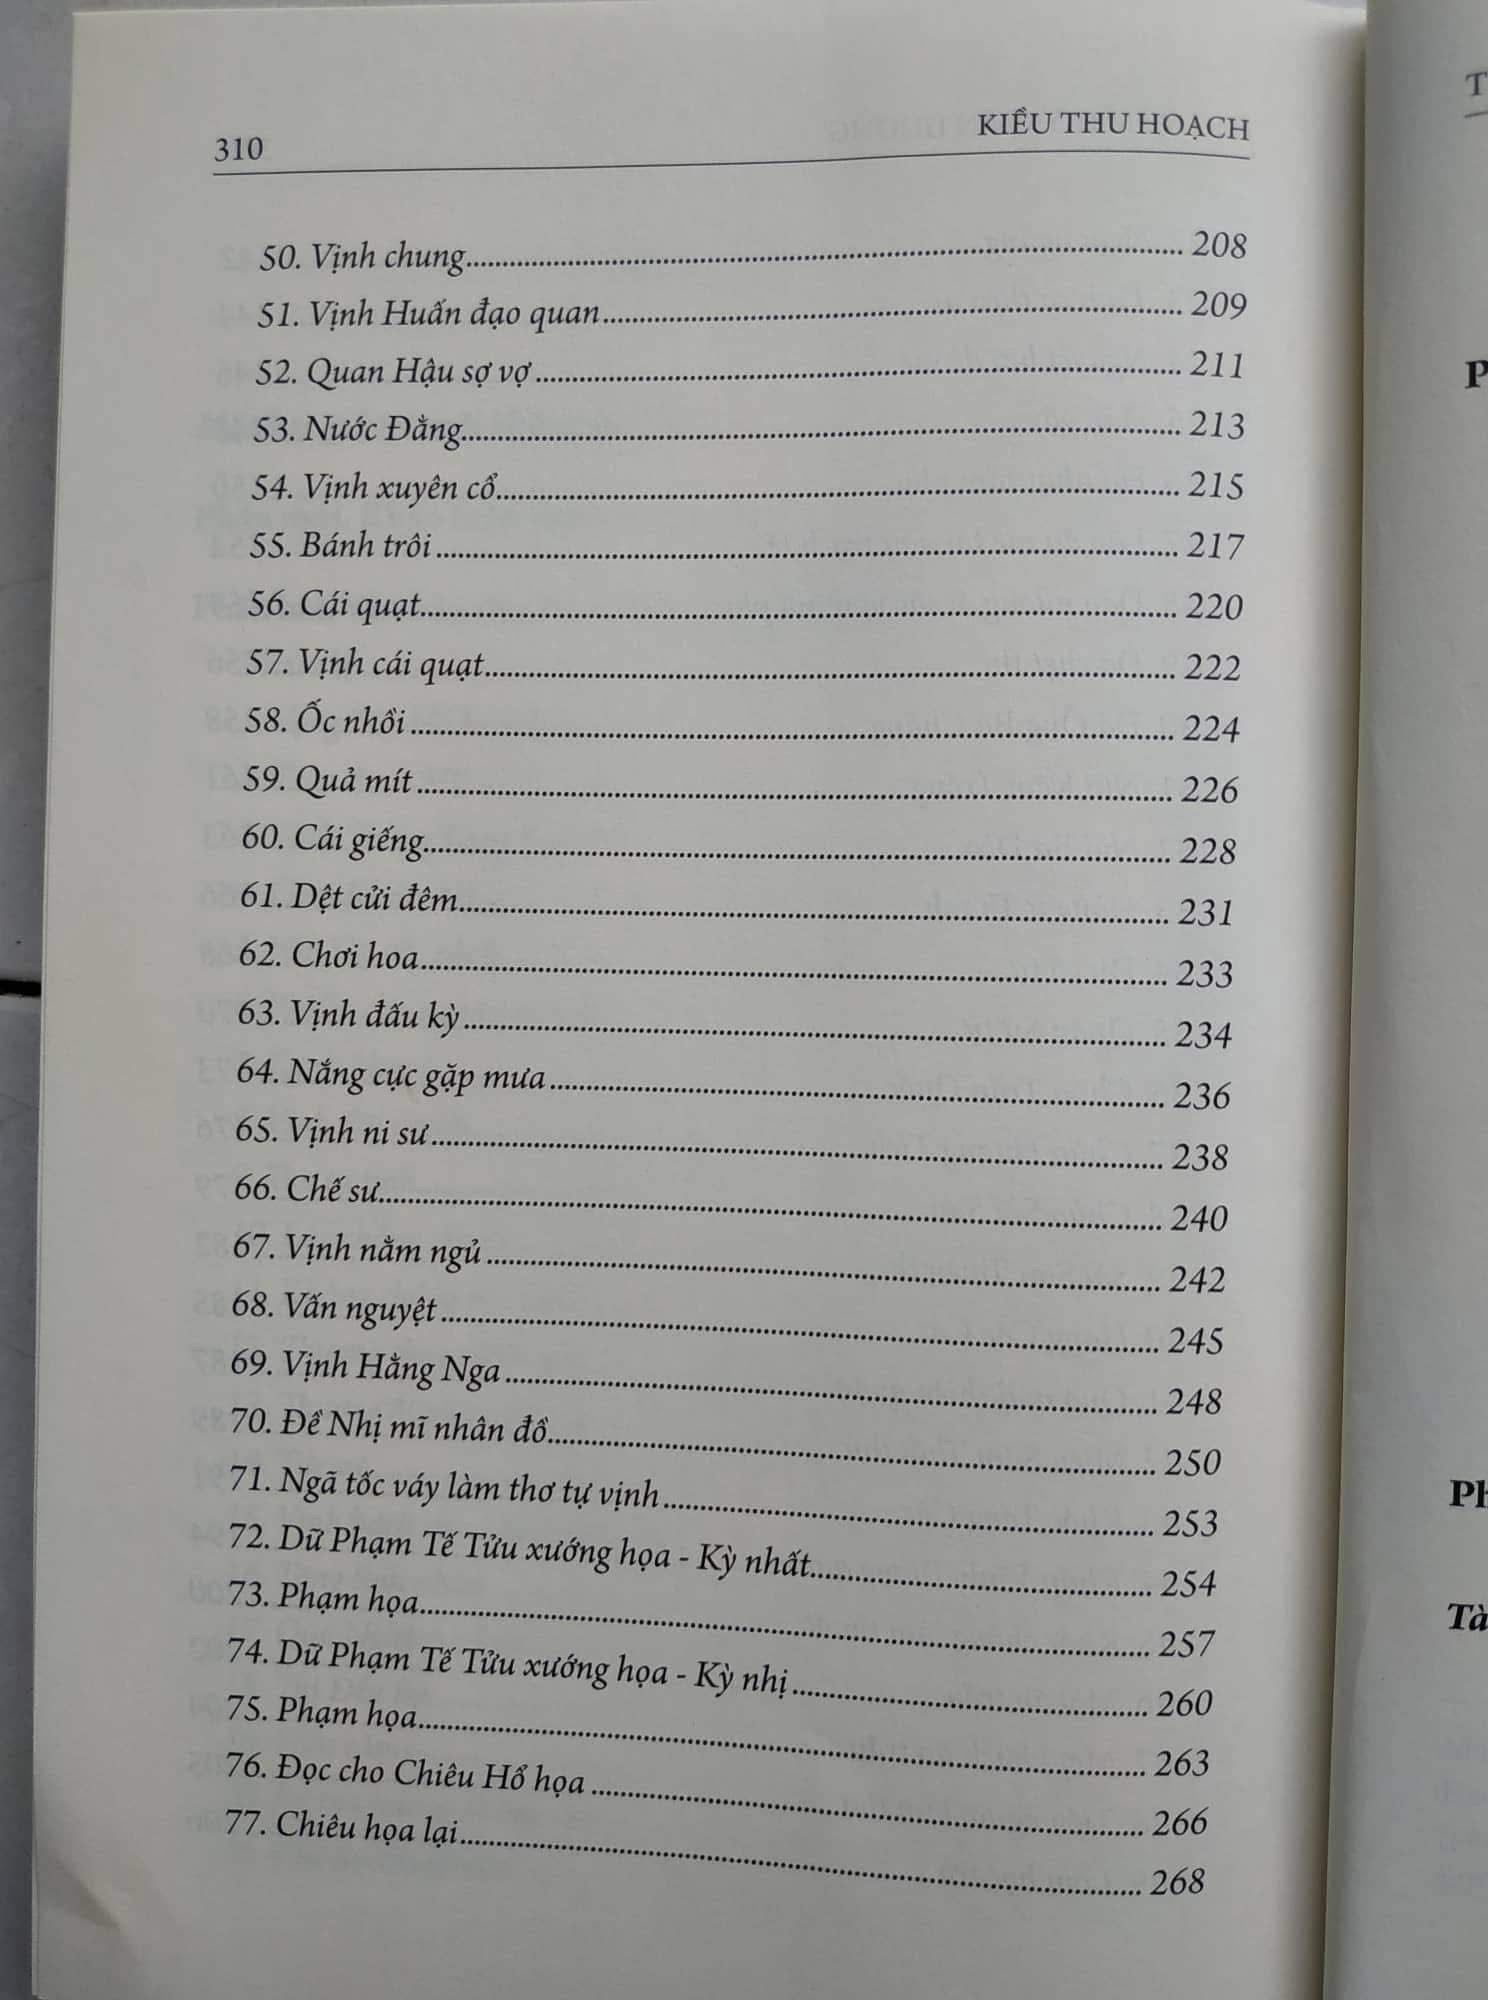 310
KIỀU THU HOẠCH
50. Vịnh chung.......... 208
51. Vịnh Huấn đạo quan.......... 209
52. Quan Hậu sợ vợ.......... 211
53. Nước Đằng.......... 213
54. Vịnh xuyên cổ.......... 215
55. Bánh trôi.......... 217
56. Cái quạt.......... 220
57. Vịnh cái quạt.......... 222
58. Ốc nhồi.......... 224
59. Quả mít.......... 226
60. Cái giếng.......... 228
61. Dệt cửi đêm.......... 231
62. Chơi hoa.......... 233
63. Vịnh đấu kỳ.......... 234
64. Nắng cực gặp mưa.......... 236
65. Vịnh ni sư.......... 238
66. Chế sư.......... 240
67. Vịnh nằm ngủ.......... 242
68. Vấn nguyệt.......... 245
69. Vịnh Hằng Nga.......... 248
70. Đề Nhị mĩ nhân đồ.......... 250
71. Ngã tốc váy làm thơ tự vịnh.......... 253
72. Dữ Phạm Tế Tửu xướng họa - Kỳ nhất.......... 254
73. Phạm họa.......... 257
74. Dữ Phạm Tế Tửu xướng họa - Kỳ nhị.......... 260
75. Phạm họa.......... 263
76. Đọc cho Chiêu Hổ họa.......... 266
77. Chiêu họa lại.......... 268